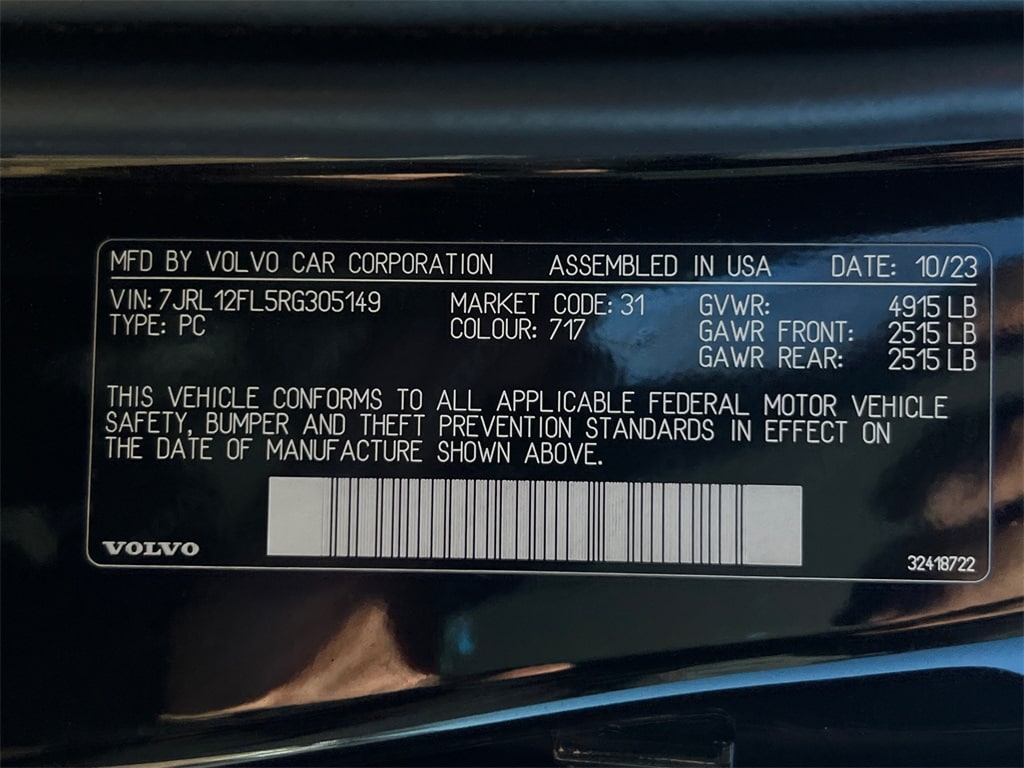 MFD BY VOLVO CAR CORPORATION ASSEMBLED IN USA DATE: 10/23
VIN: 7JRL12FL5RG305149 MARKET CODE: 31 GVWR: 4915 LB
TYPE: PC COLOUR: 717 GAWR FRONT: 2515 LB
GAWR REAR: 2515 LB
THIS VEHICLE CONFORMS TO ALL APPLICABLE FEDERAL MOTOR VEHICLE
SAFETY, BUMPER AND THEFT PREVENTION STANDARDS IN EFFECT ON
THE DATE OF MANUFACTURE SHOWN ABOVE.
VOLVO 32418722